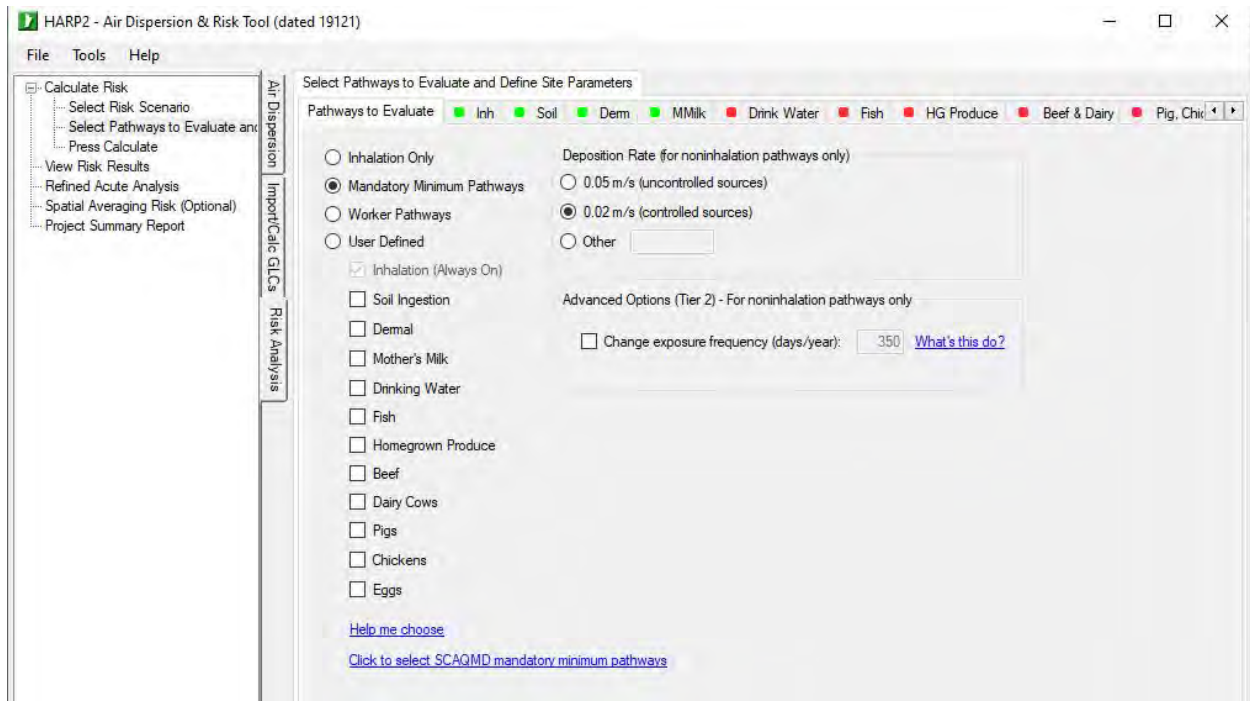 HARP2 - Air Dispersion & Risk Tool (dated 19121)
File Tools Help
Calculate Risk
Select Risk Scenario
Select Pathways to Evaluate and
Press Calculate
View Risk Results
Refined Acute Analysis
Spatial Averaging Risk (Optional)
Project Summary Report
Air Dispersion
Import/Calc GLCs
Risk Analysis
Select Pathways to Evaluate and Define Site Parameters
Pathways to Evaluate Inh Soil Derm MMilk Drink Water Fish HG Produce Beef & Dairy Pig, Chic
Inhalation Only
Mandatory Minimum Pathways
Worker Pathways
User Defined
Inhalation (Always On)
Soil Ingestion
Dermal
Mother's Milk
Drinking Water
Fish
Homegrown Produce
Beef
Dairy Cows
Pigs
Chickens
Eggs
Help me choose
Click to select SCAQMD mandatory minimum pathways
Deposition Rate (for noninhalation pathways only)
0.05 m/s (uncontrolled sources)
0.02 m/s (controlled sources)
Other
Advanced Options (Tier 2) - For noninhalation pathways only
Change exposure frequency (days/year): 350 What's this do?